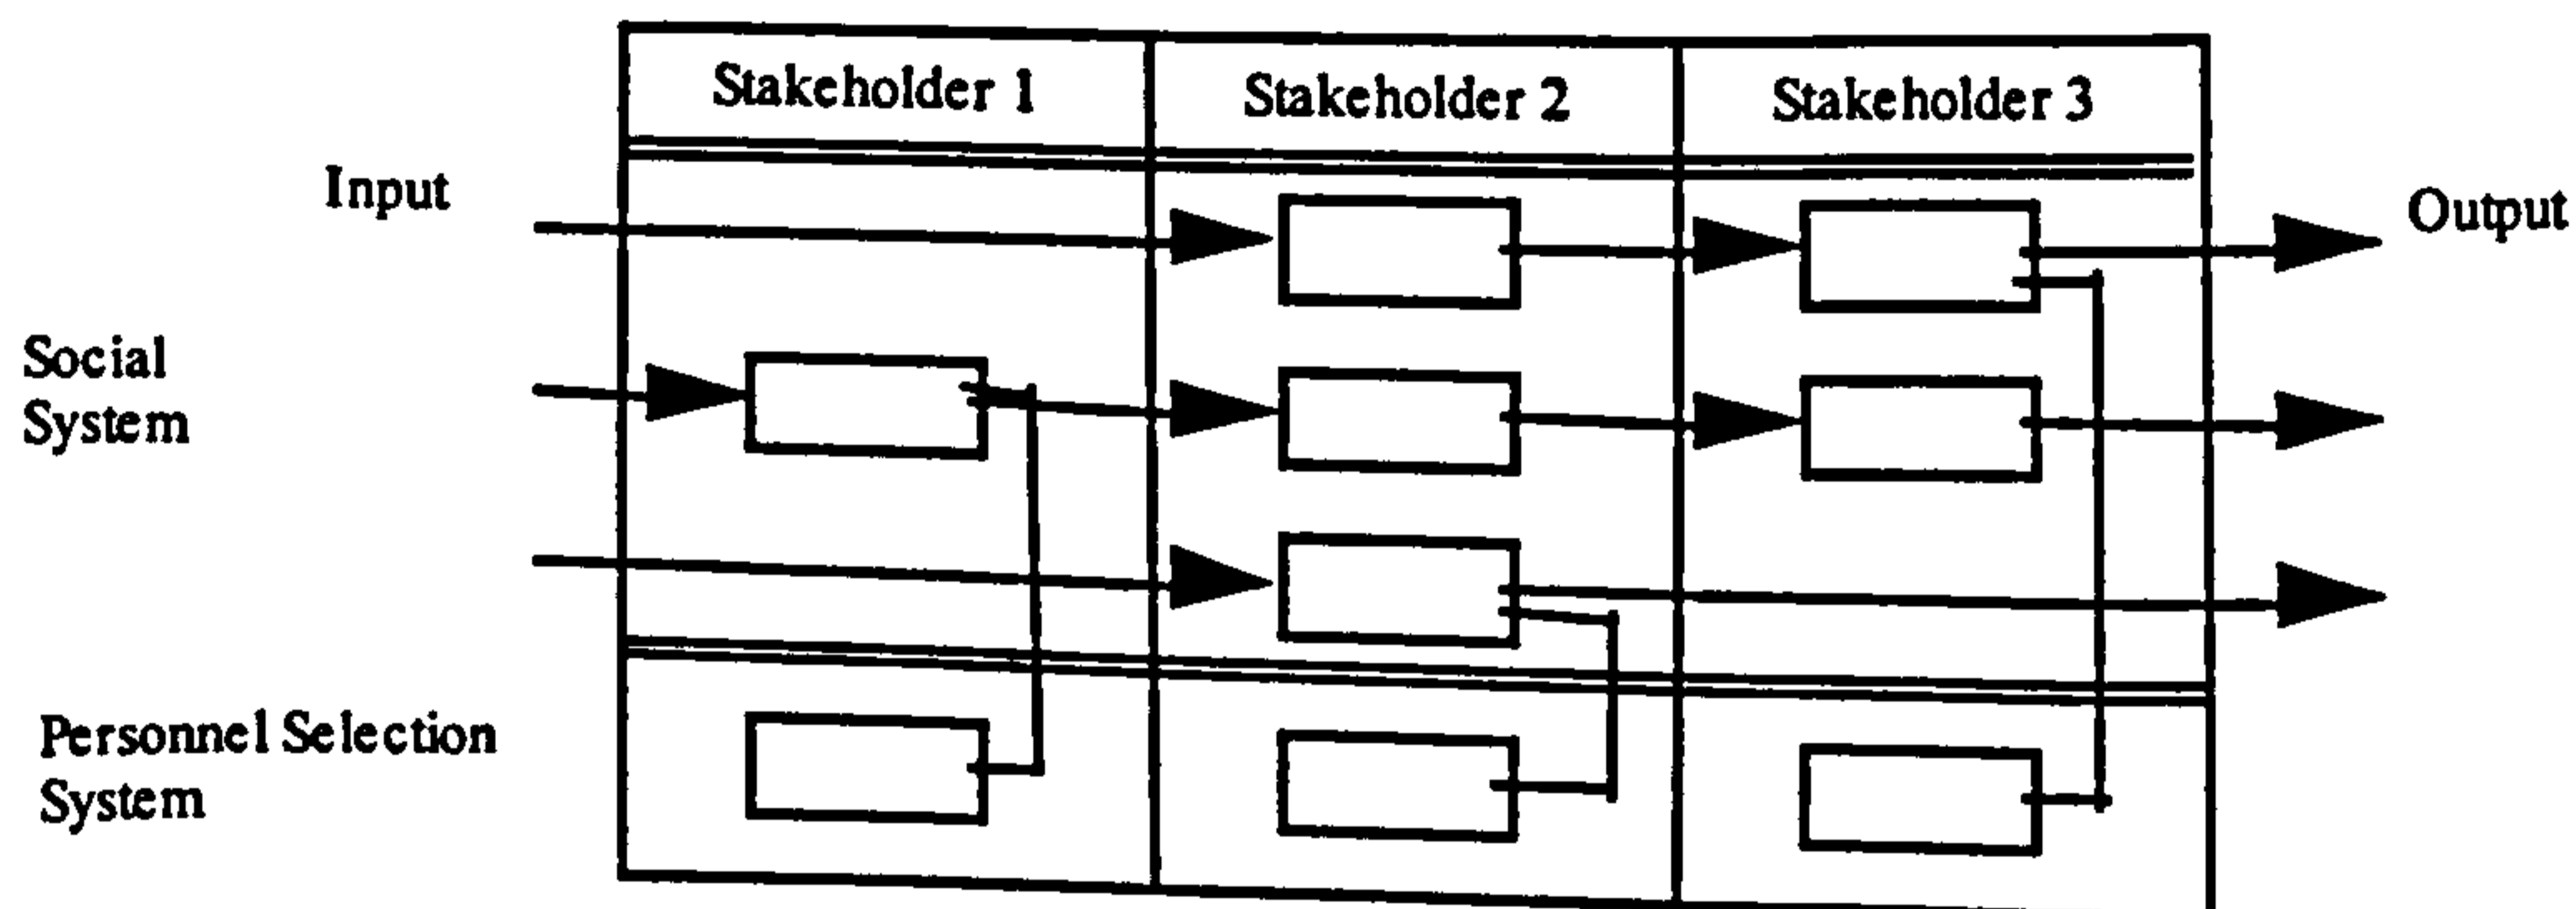 Stakeholder 1
Stakeholder 2
Stakeholder 3
Input
Output
Social
System
Personnel Selection
System